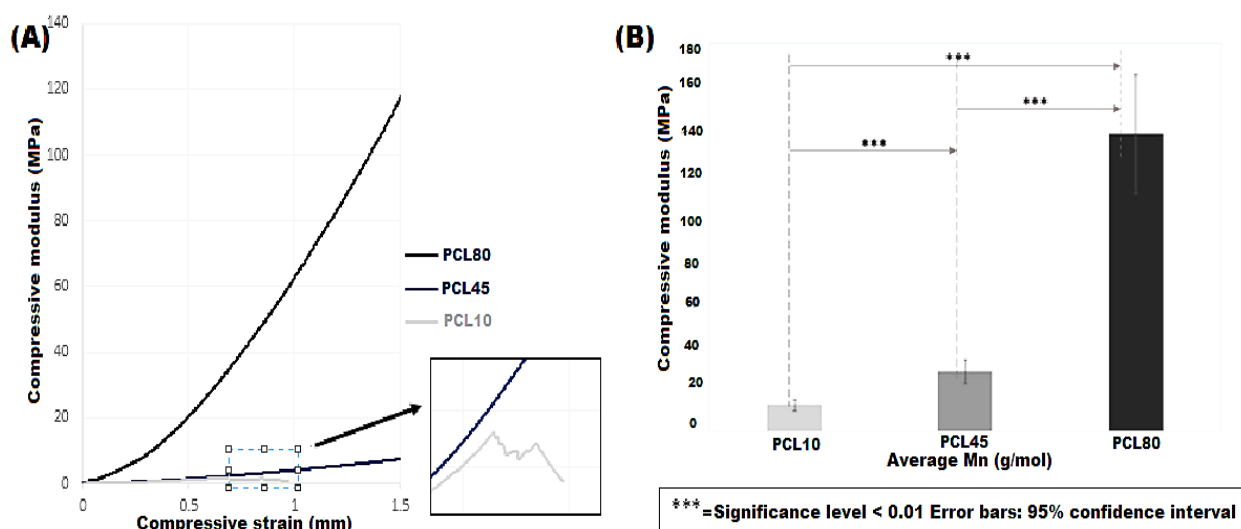 (A)
Compressive modulus (MPa)
140
120
100
80
60
40
20
0
0
0.5
1
1.5
Compressive strain (mm)
PCL80
PCL45
PCL10
(B)
Compressive modulus (MPa)
180
160
140
120
100
80
60
40
20
0
***
***
***
PCL10
PCL45
PCL80
Average Mn (g/mol)
***=Significance level < 0.01 Error bars: 95% confidence interval